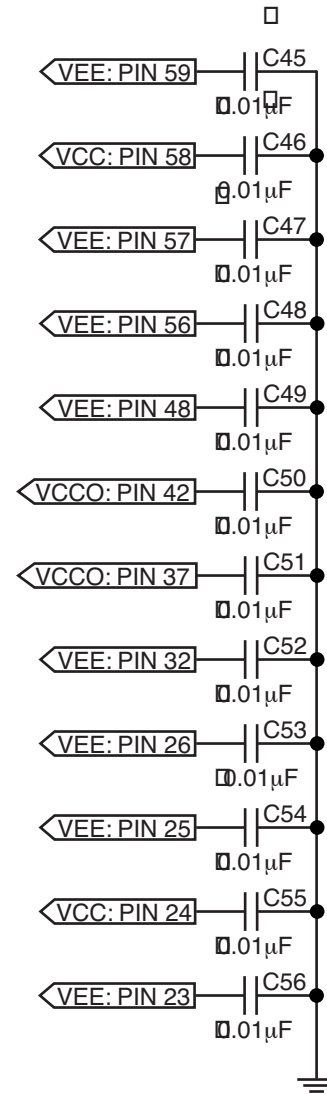 VEE: PIN 59 C45
0.01μF
VCC: PIN 58 C46
0.01μF
VEE: PIN 57 C47
0.01μF
VEE: PIN 56 C48
0.01μF
VEE: PIN 48 C49
0.01μF
VCCO: PIN 42 C50
0.01μF
VCCO: PIN 37 C51
0.01μF
VEE: PIN 32 C52
0.01μF
VEE: PIN 26 C53
0.01μF
VEE: PIN 25 C54
0.01μF
VCC: PIN 24 C55
0.01μF
VEE: PIN 23 C56
0.01μF